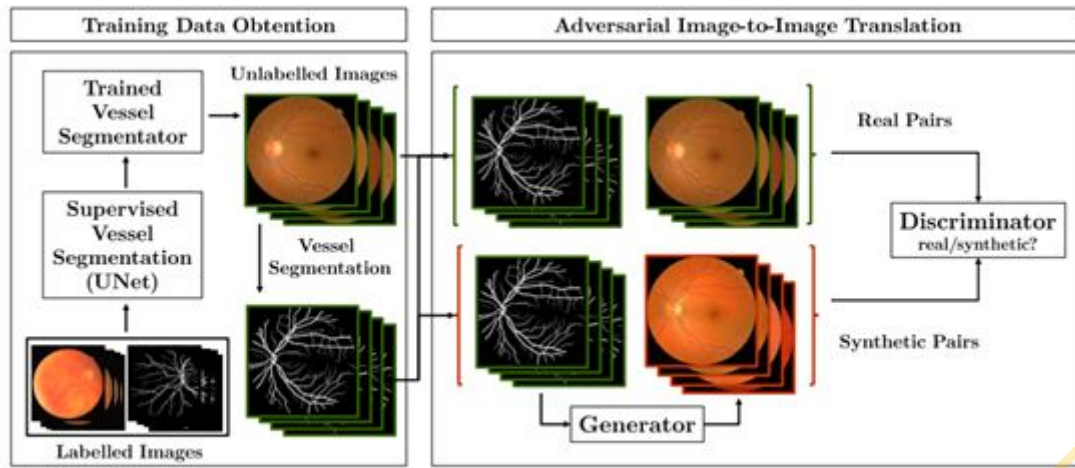 Training Data Obtention
Adversarial Image-to-Image Translation
Trained
Vessel
Segmentator
Unlabelled Images
Supervised
Vessel
Segmentation
(UNet)
Vessel
Segmentation
Labelled Images
Real Pairs
Discriminator
real/synthetic?
Synthetic Pairs
Generator